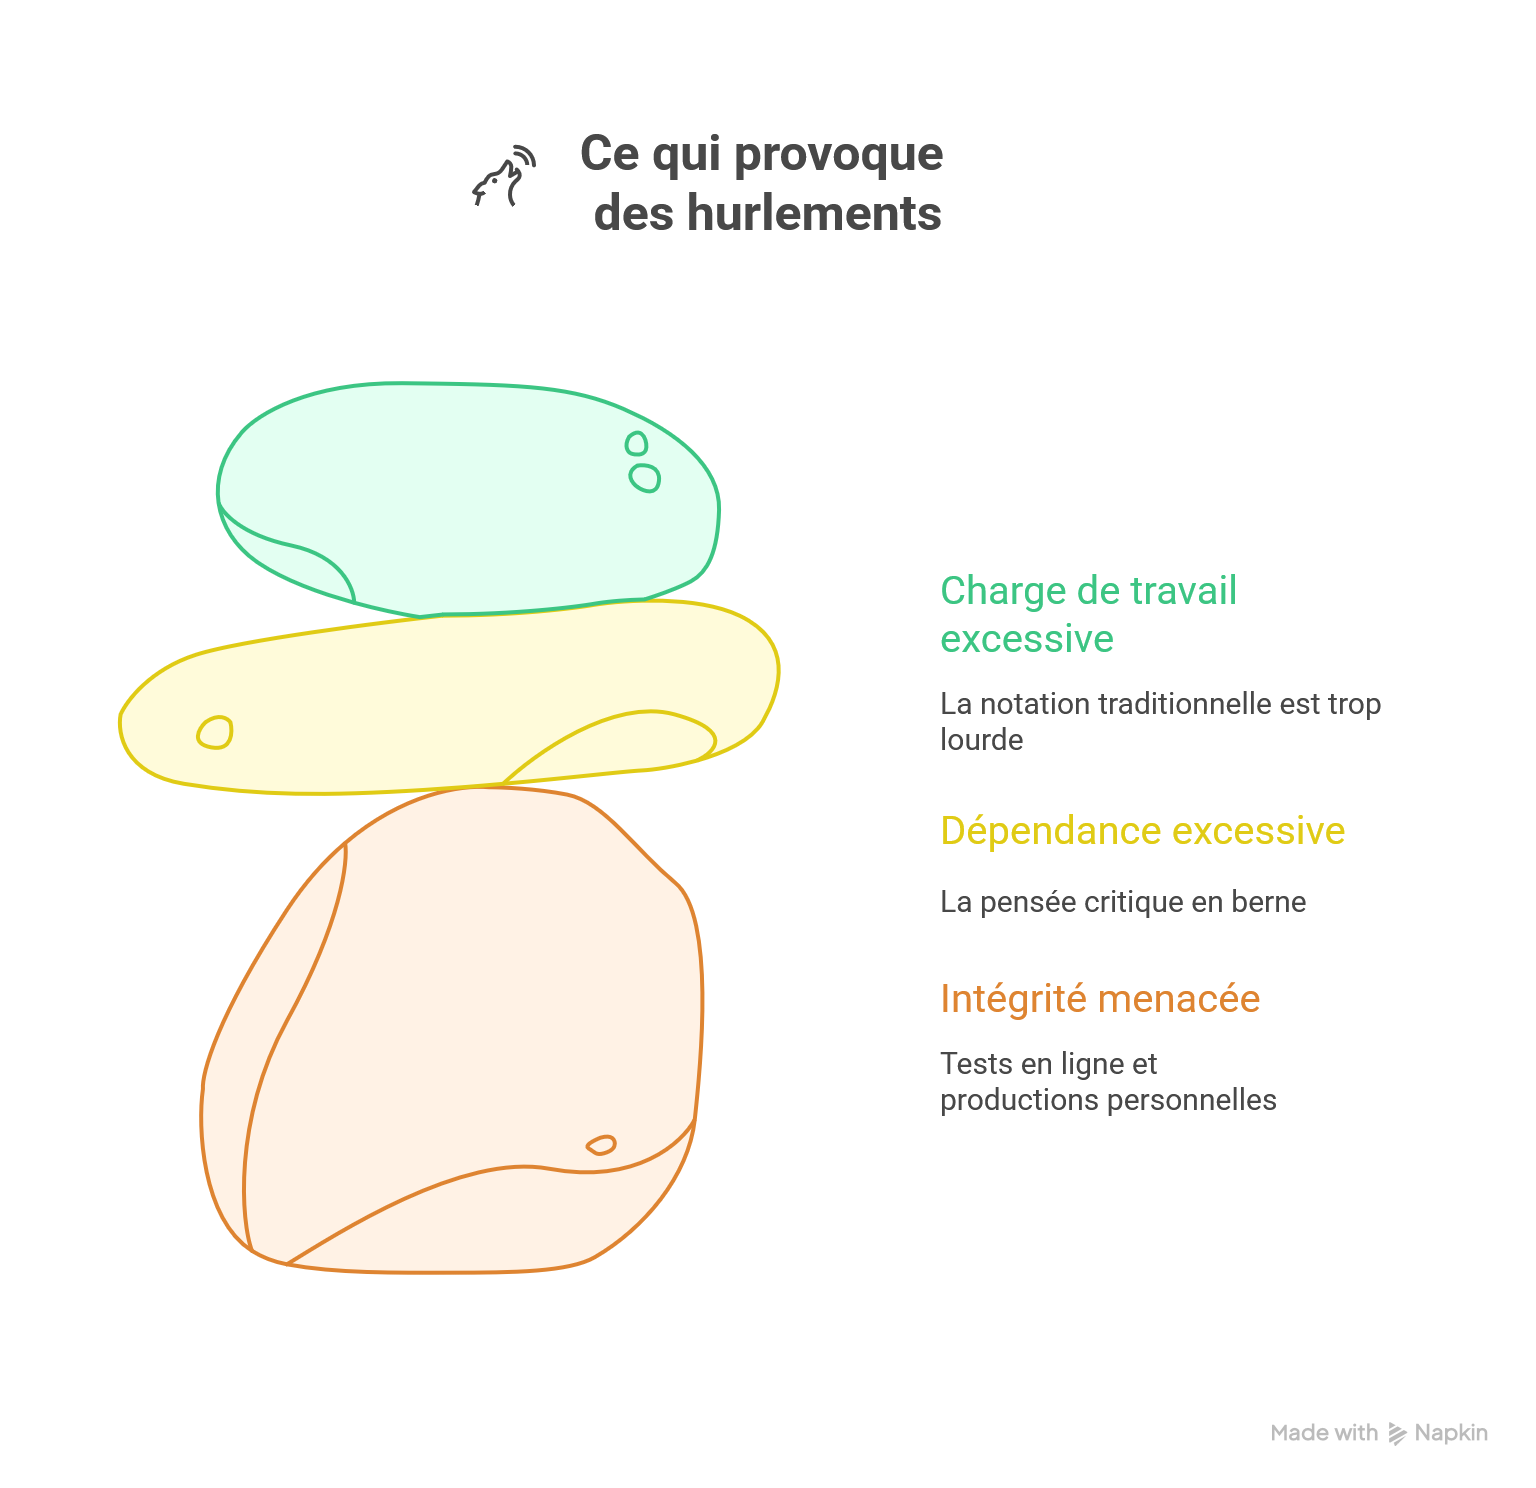 Ce qui provoque
des hurlements
Charge de travail
excessive
La notation traditionnelle est trop
lourde
Dépendance excessive
La pensée critique en berne
Intégrité menacée
Tests en ligne et
productions personnelles
Made with Napkin